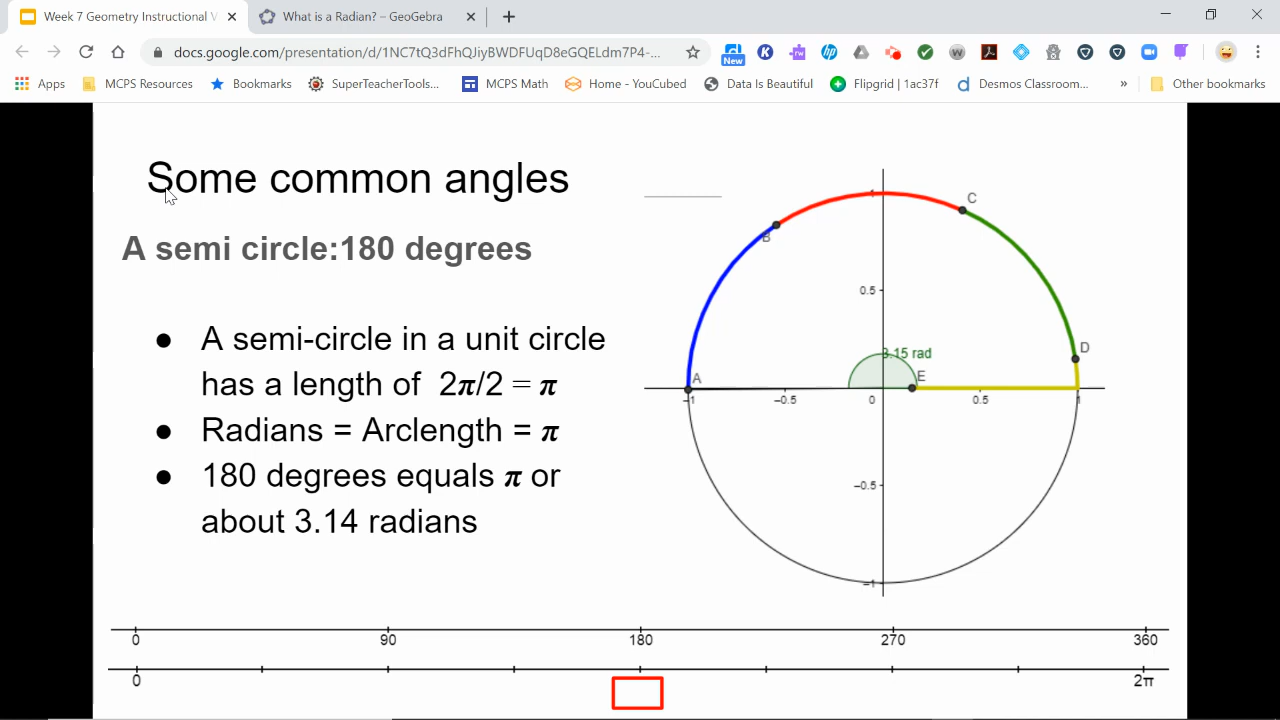 Week 7 Geometry Instructional V
What is a Radian? – GeoGebra
docs.google.com/presentation/d/1NC7tQ3dFhQJiyBWDFUqD8eGQELdm7P4-...
New
Apps MCPS Resources Bookmarks SuperTeacherTools... MCPS Math Home - YouCubed Data Is Beautiful Flipgrid | 1ac37f Desmos Classroom... » Other bookmarks
Some common angles
A semi circle:180 degrees
● A semi-circle in a unit circle
has a length of 2π/2 = π
● Radians = Arclength = π
● 180 degrees equals π or
about 3.14 radians
1
C
B
0.5
D
3.15 rad
A
E
−1 −0.5 0 0.5 1
−0.5
−1
0 90 180 270 360
0 2π